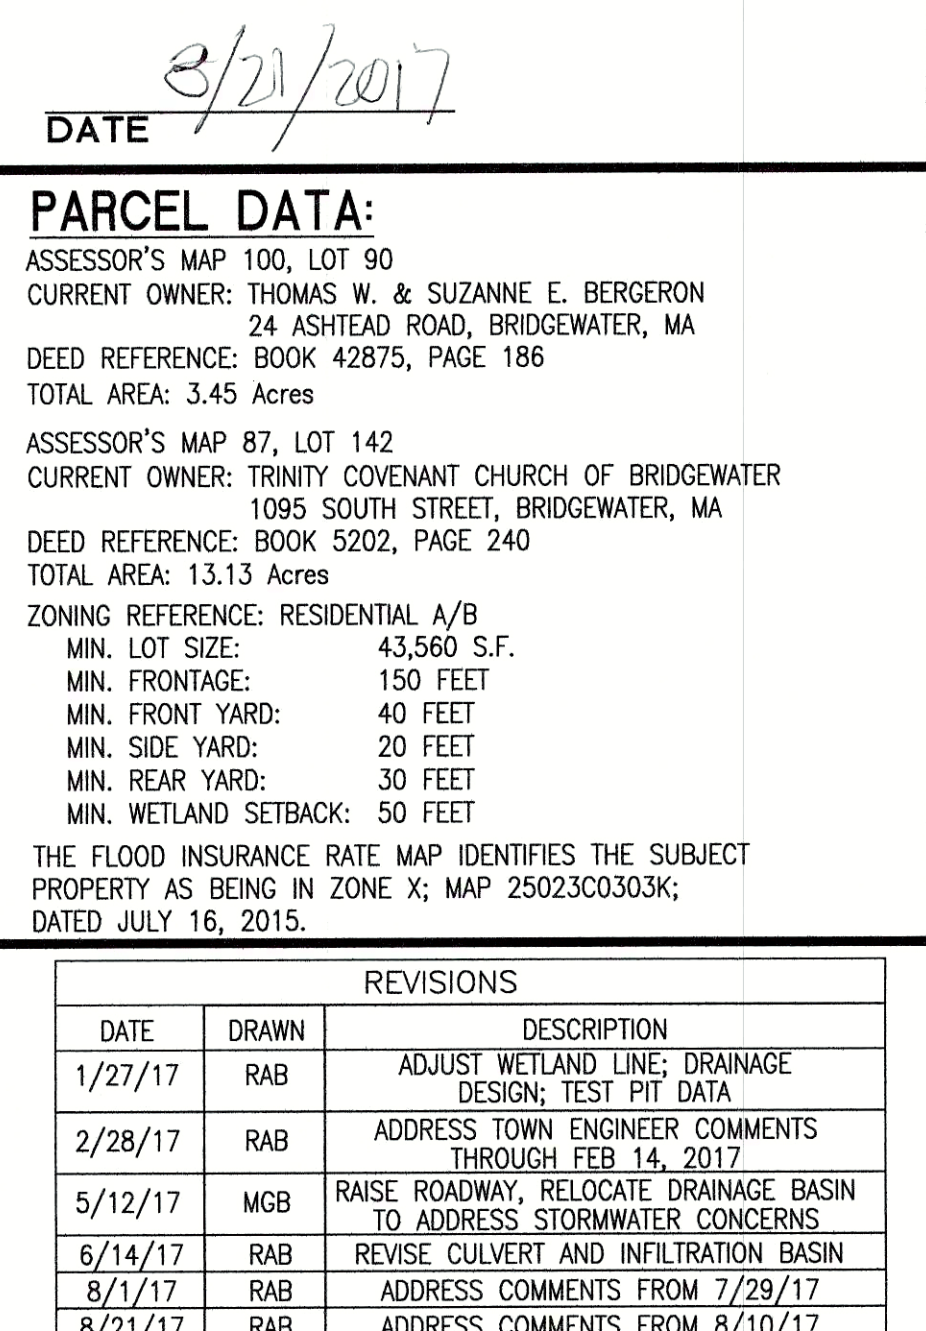 8/21/2017
DATE
PARCEL DATA:
ASSESSOR'S MAP 100, LOT 90
CURRENT OWNER: THOMAS W. & SUZANNE E. BERGERON
24 ASHTEAD ROAD, BRIDGEWATER, MA
DEED REFERENCE: BOOK 42875, PAGE 186
TOTAL AREA: 3.45 Acres
ASSESSOR'S MAP 87, LOT 142
CURRENT OWNER: TRINITY COVENANT CHURCH OF BRIDGEWATER
1095 SOUTH STREET, BRIDGEWATER, MA
DEED REFERENCE: BOOK 5202, PAGE 240
TOTAL AREA: 13.13 Acres
ZONING REFERENCE: RESIDENTIAL A/B
MIN. LOT SIZE: 43,560 S.F.
MIN. FRONTAGE: 150 FEET
MIN. FRONT YARD: 40 FEET
MIN. SIDE YARD: 20 FEET
MIN. REAR YARD: 30 FEET
MIN. WETLAND SETBACK: 50 FEET
THE FLOOD INSURANCE RATE MAP IDENTIFIES THE SUBJECT
PROPERTY AS BEING IN ZONE X; MAP 25023C0303K;
DATED JULY 16, 2015.
REVISIONS
DATE DRAWN DESCRIPTION
1/27/17 RAB ADJUST WETLAND LINE; DRAINAGE
DESIGN; TEST PIT DATA
2/28/17 RAB ADDRESS TOWN ENGINEER COMMENTS
THROUGH FEB 14, 2017
5/12/17 MGB RAISE ROADWAY, RELOCATE DRAINAGE BASIN
TO ADDRESS STORMWATER CONCERNS
6/14/17 RAB REVISE CULVERT AND INFILTRATION BASIN
8/1/17 RAB ADDRESS COMMENTS FROM 7/29/17
8/21/17 RAB ADDRESS COMMENTS FROM 8/10/17